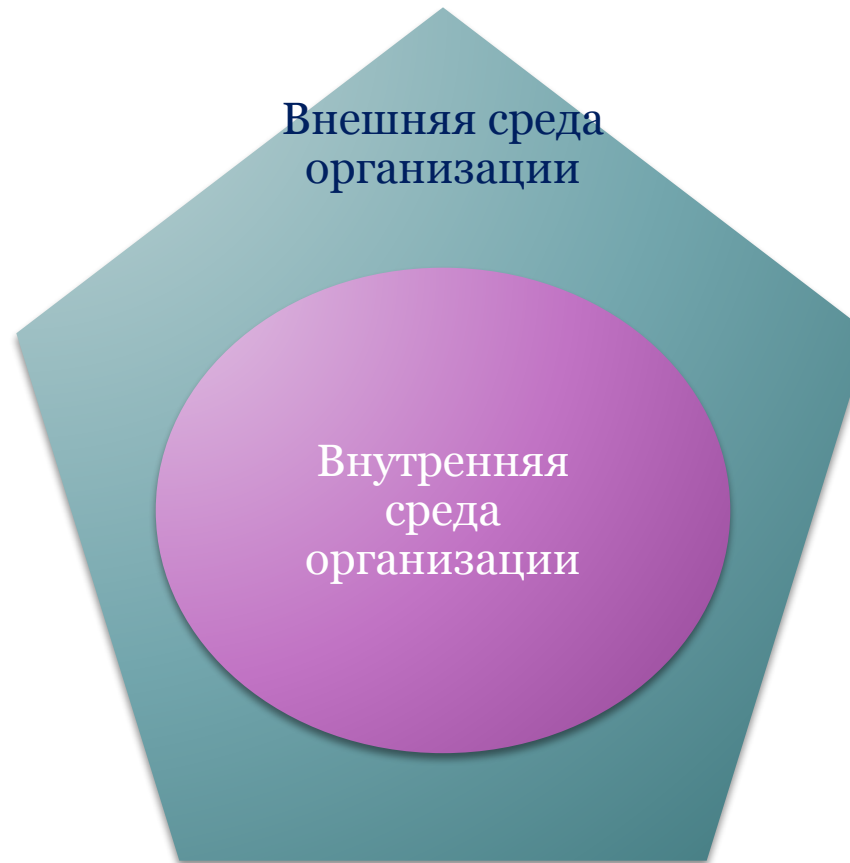 Внешняя среда
организации
Внутренняя
среда
организации